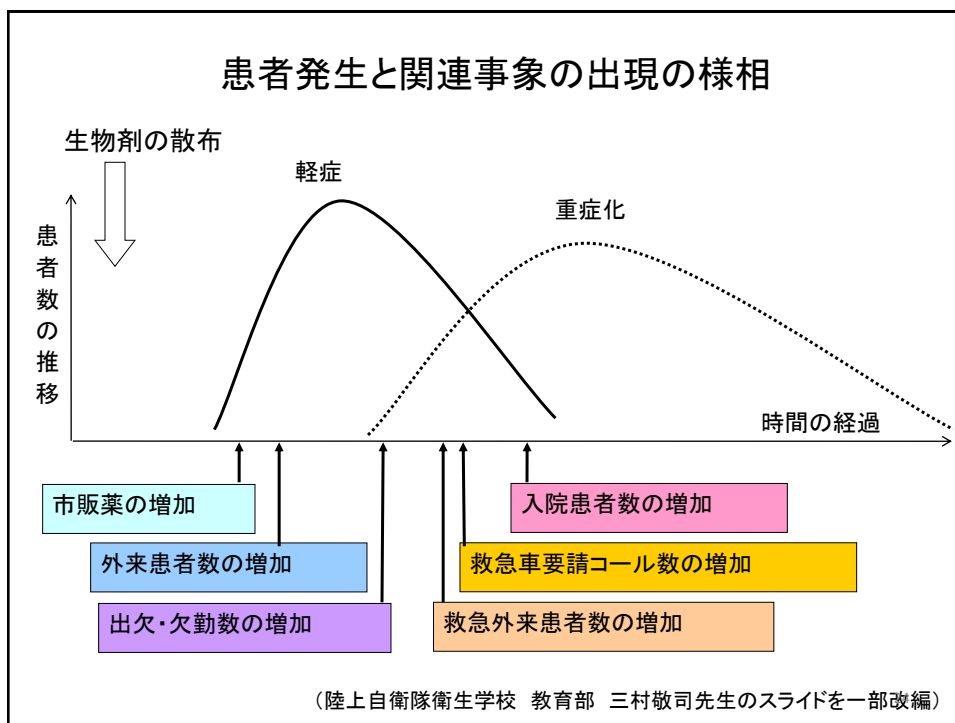 患者発生と関連事象の出現の様相
生物剤の散布
軽症
重症化
患者数の推移
時間の経過
市販薬の増加
入院患者数の増加
外来患者数の増加
救急車要請コール数の増加
出欠・欠勤数の増加
救急外来患者数の増加
（陸上自衛隊衛生学校 教育部 三村敬司先生のスライドを一部改編）